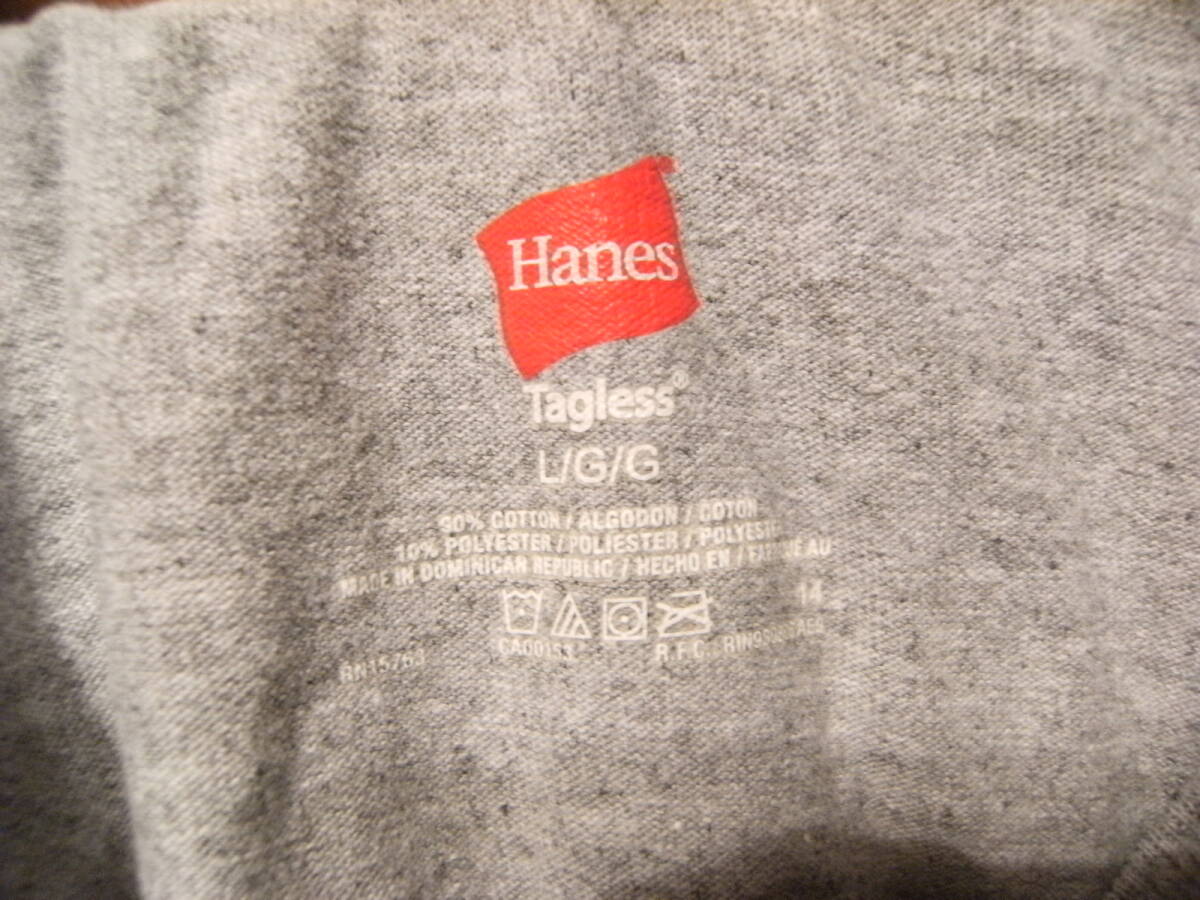 Hanes
Tagless®
L/G/G
90% COTTON / ALGODON / COTON
10% POLYESTER / POLIESTER / POLYESTER
MADE IN DOMINICAN REPUBLIC / HECHO EN / FABRIQUÉ AU
14
RN15763 CA00153 R.F.C.